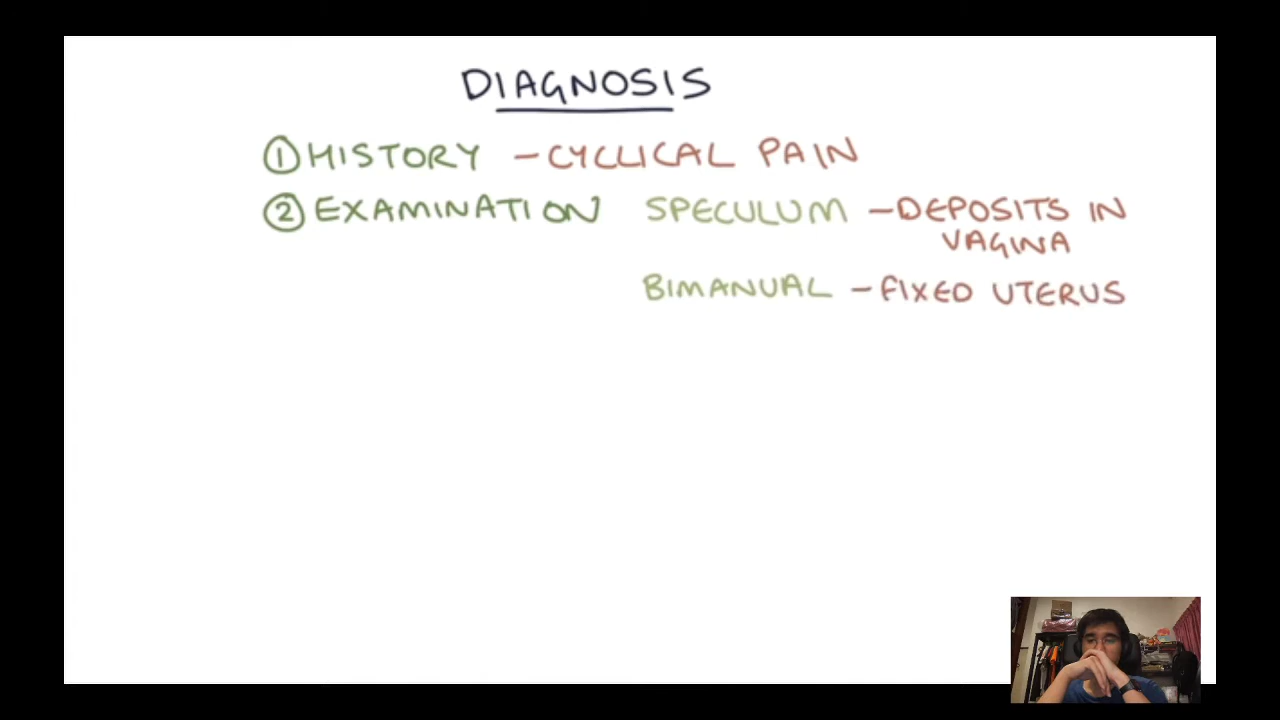 DIAGNOSIS
① HISTORY - CYCLICAL PAIN
② EXAMINATION SPECULUM - DEPOSITS IN
VAGINA
BIMANUAL - FIXED UTERUS